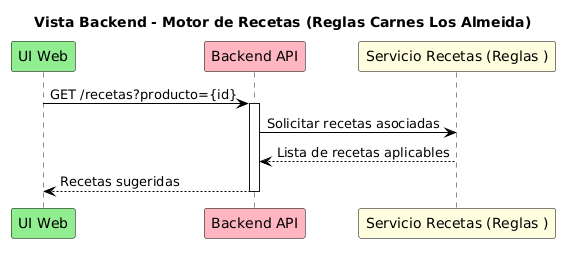 Vista Backend - Motor de Recetas (Reglas Carnes Los Almeida)
UI Web
Backend API
Servicio Recetas (Reglas )
GET /recetas?producto={id}
Solicitar recetas asociadas
Lista de recetas aplicables
Recetas sugeridas
UI Web
Backend API
Servicio Recetas (Reglas )